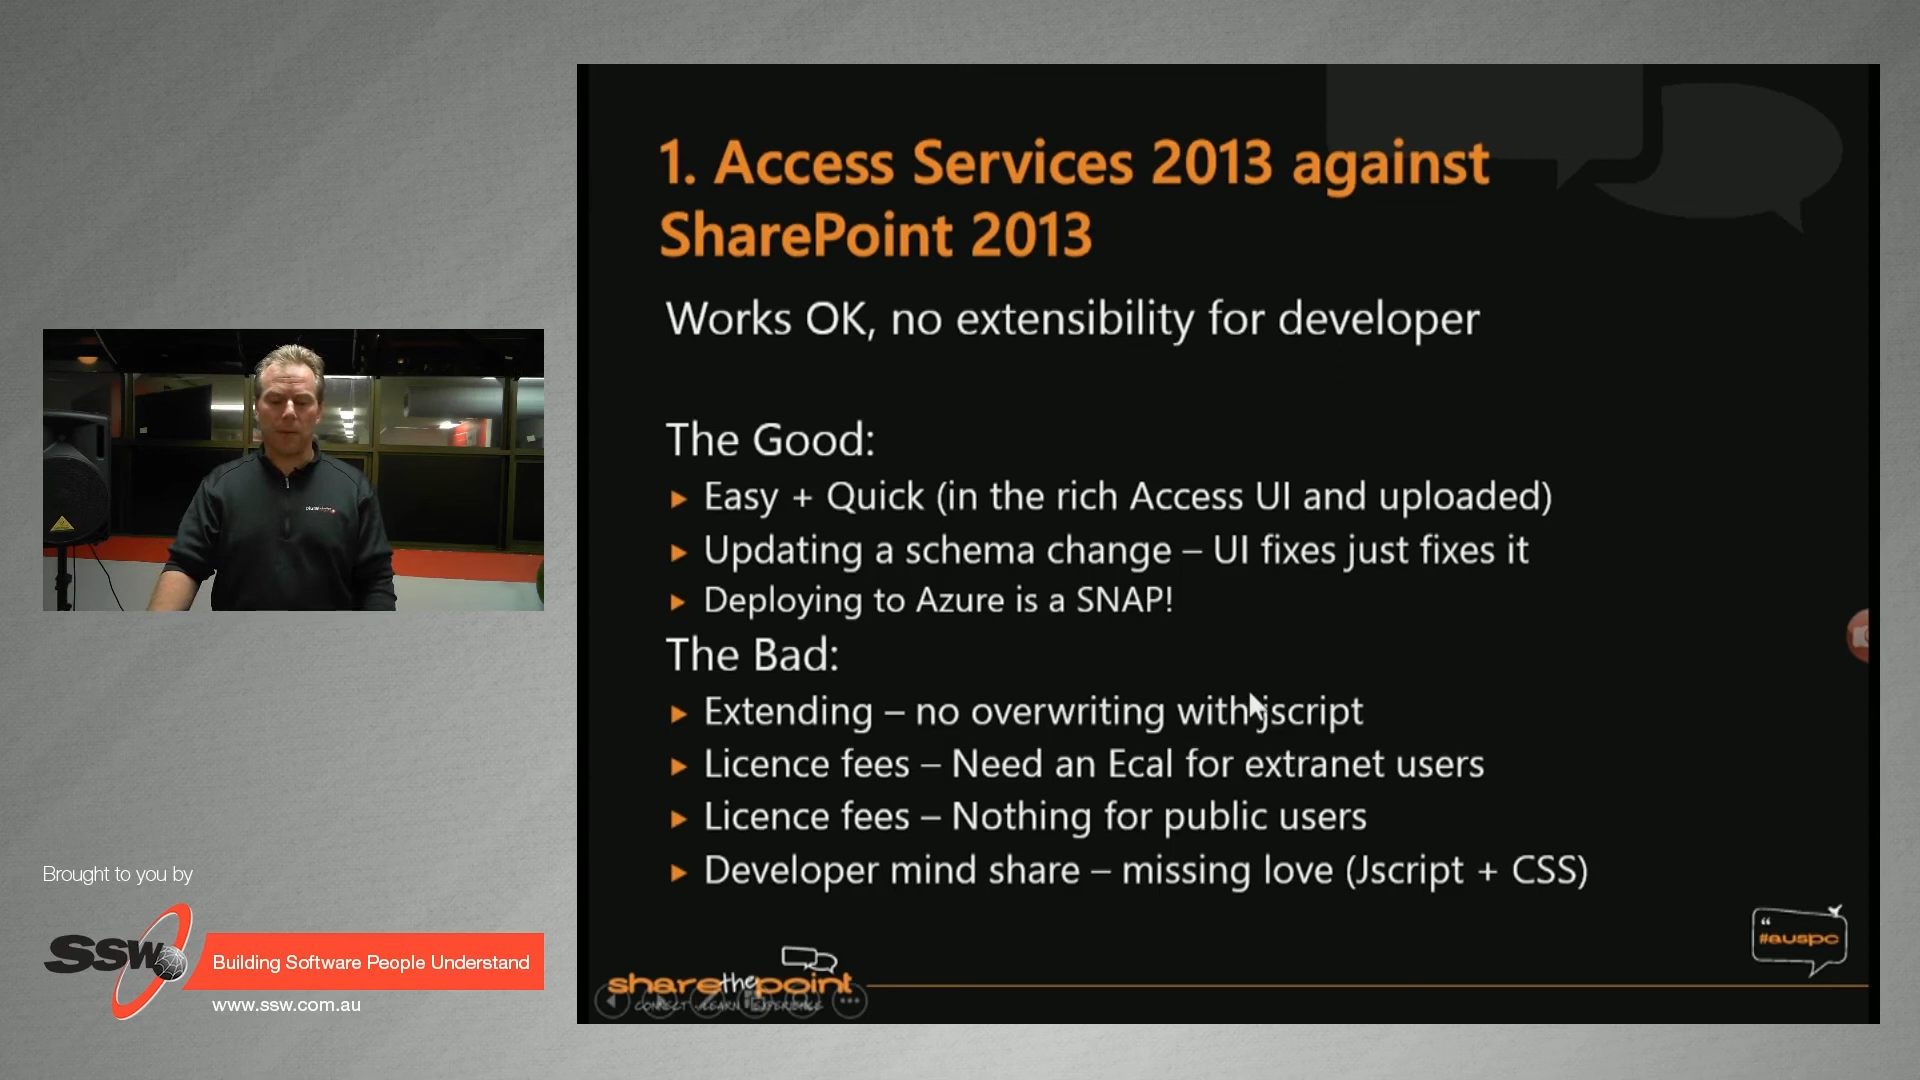 1. Access Services 2013 against
SharePoint 2013
Works OK, no extensibility for developer
The Good:
Easy + Quick (in the rich Access UI and uploaded)
Updating a schema change – UI fixes just fixes it
Deploying to Azure is a SNAP!
The Bad:
Extending – no overwriting with jscript
Licence fees – Need an Ecal for extranet users
Licence fees – Nothing for public users
Developer mind share – missing love (Jscript + CSS)
“
#auspc
sharethepoint
CONNECT LEARN EXPERIENCE
Brought to you by
SSW
Building Software People Understand
www.ssw.com.au